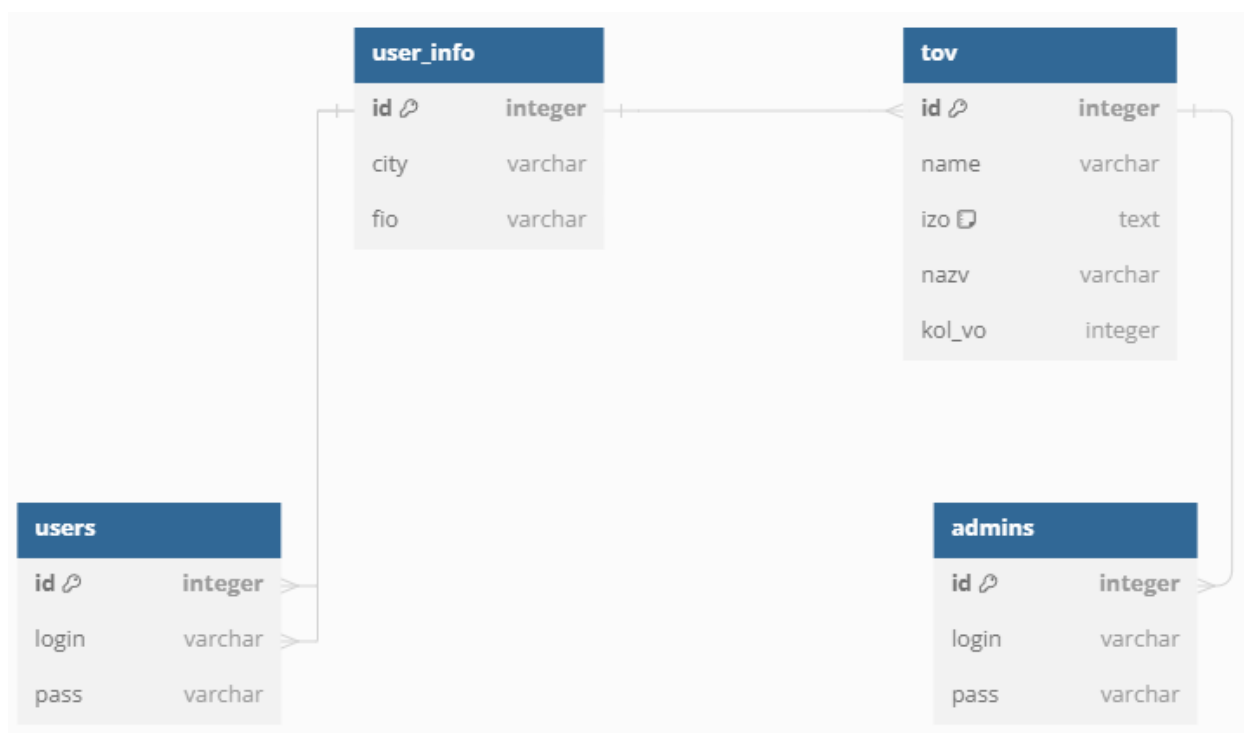 user_info
id integer
city varchar
fio varchar
tov
id integer
name varchar
izo text
nazv varchar
kol_vo integer
users
id integer
login varchar
pass varchar
admins
id integer
login varchar
pass varchar